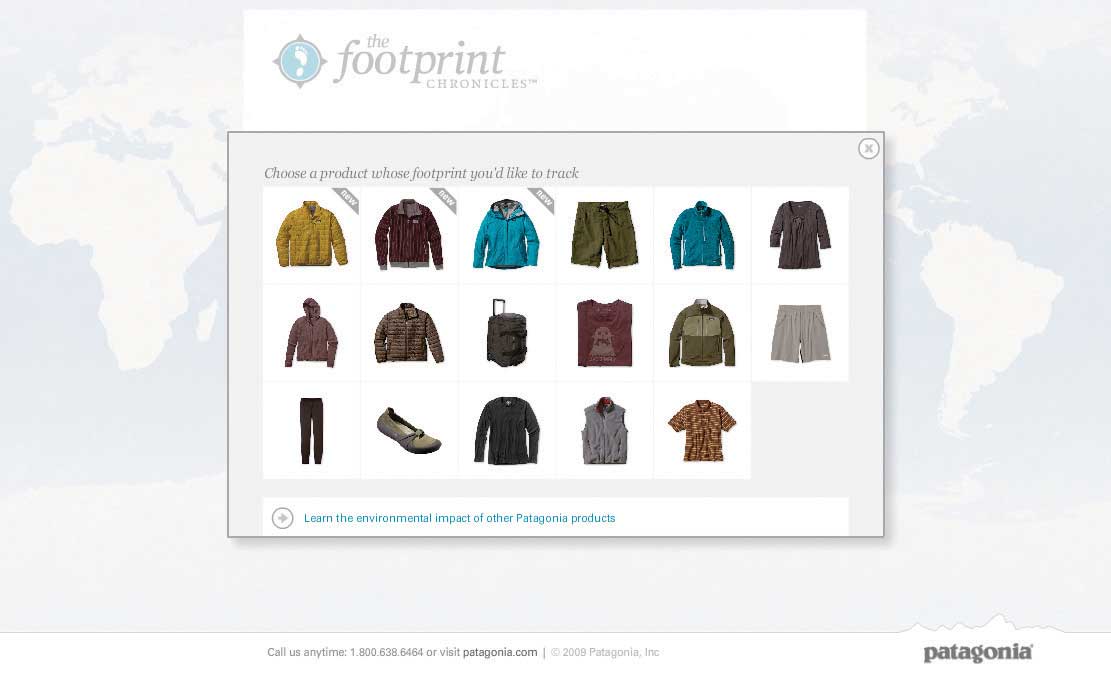 the
footprint
CHRONICLES™
Choose a product whose footprint you'd like to track
new
new
new
Learn the environmental impact of other Patagonia products
Call us anytime: 1.800.638.6464 or visit patagonia.com | © 2009 Patagonia, Inc
patagonia®